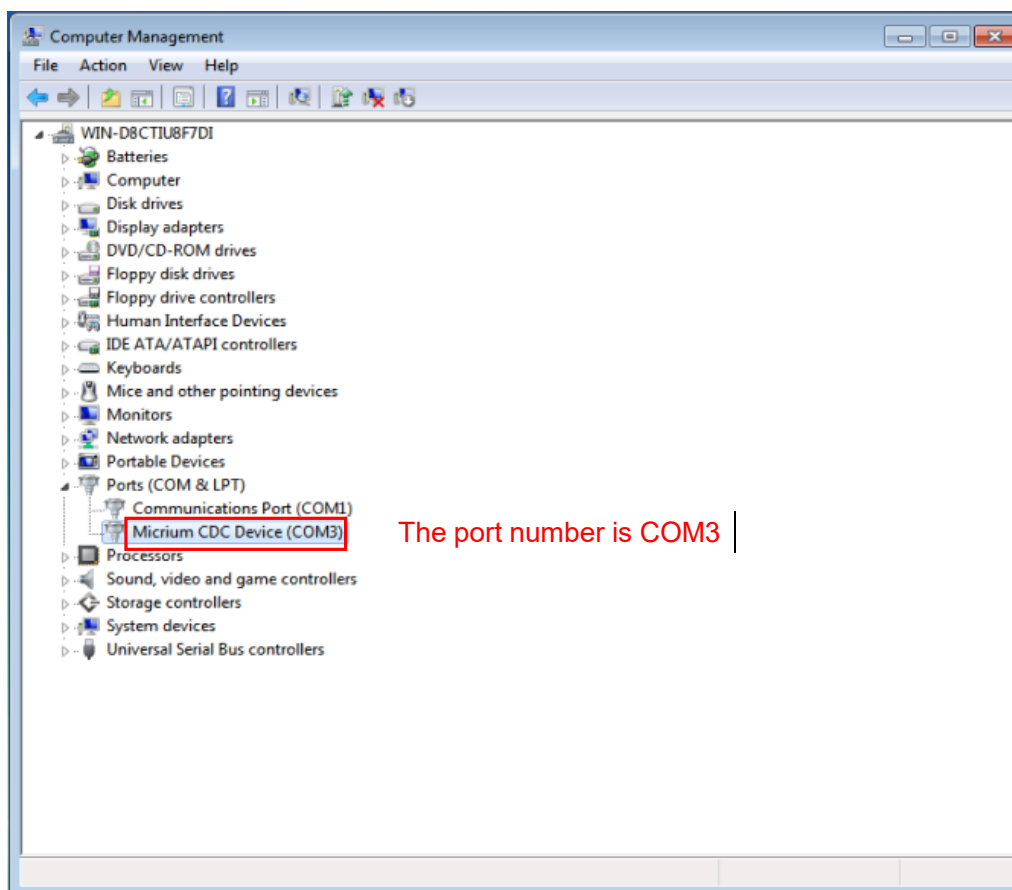 Computer Management
File Action View Help
WIN-D8CTIU8F7DI
Batteries
Computer
Disk drives
Display adapters
DVD/CD-ROM drives
Floppy disk drives
Floppy drive controllers
Human Interface Devices
IDE ATA/ATAPI controllers
Keyboards
Mice and other pointing devices
Monitors
Network adapters
Portable Devices
Ports (COM & LPT)
Communications Port (COM1)
Micrium CDC Device (COM3) The port number is COM3
Processors
Sound, video and game controllers
Storage controllers
System devices
Universal Serial Bus controllers